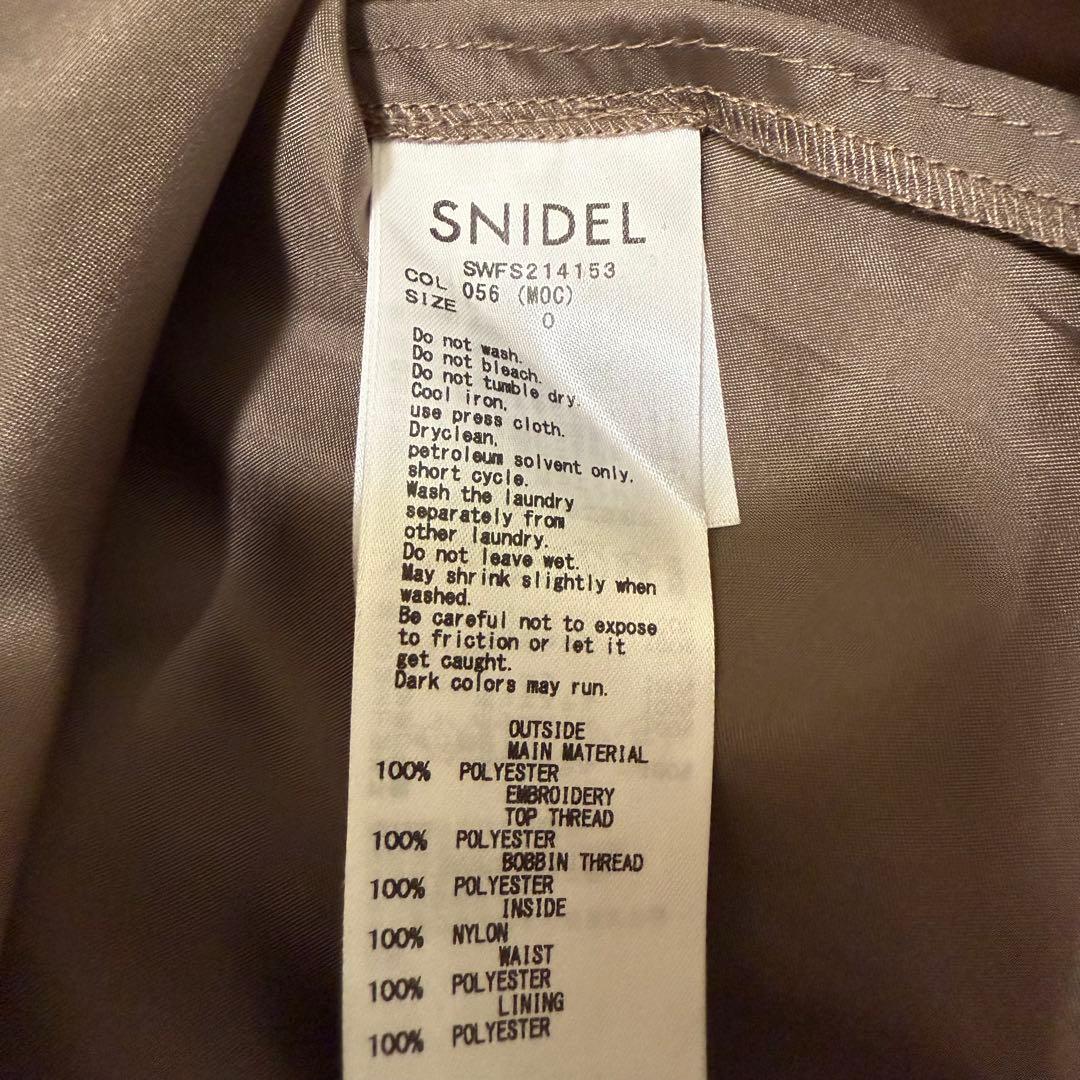 SNIDEL
SWFS214153
COL 056 (MOC)
SIZE 0
Do not wash.
Do not bleach.
Do not tumble dry.
Cool iron,
use press cloth.
Dryclean,
petroleum solvent only.
short cycle.
Wash the laundry
separately from
other laundry.
Do not leave wet.
May shrink slightly when
washed.
Be careful not to expose
to friction or let it
get caught.
Dark colors may run.
OUTSIDE
MAIN MATERIAL
100% POLYESTER
EMBROIDERY
TOP THREAD
100% POLYESTER
BOBBIN THREAD
100% POLYESTER
INSIDE
100% NYLON
WAIST
100% POLYESTER
LINING
100% POLYESTER